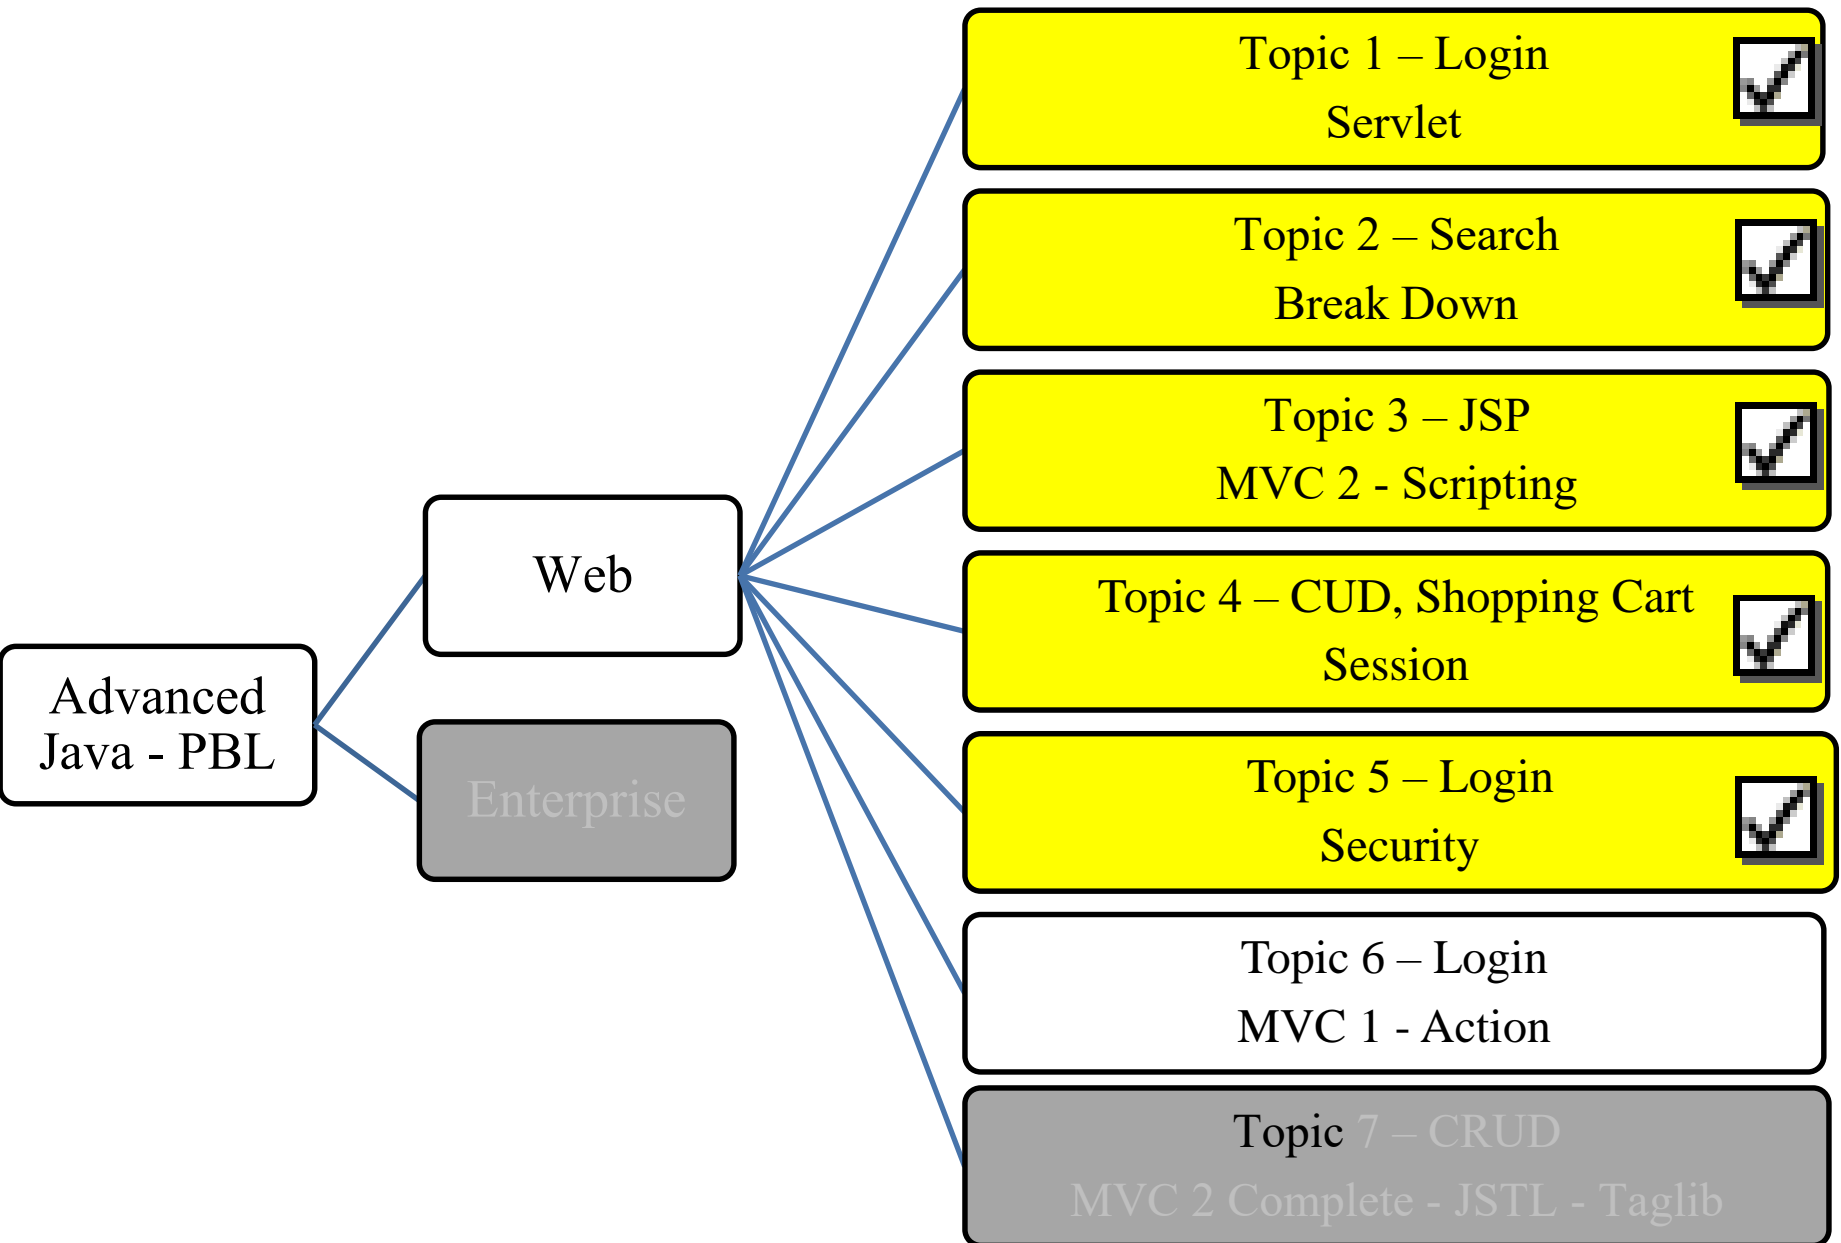 Advanced
Java - PBL
Web
Enterprise
Topic 1 – Login
Servlet
Topic 2 – Search
Break Down
Topic 3 – JSP
MVC 2 - Scripting
Topic 4 – CUD, Shopping Cart
Session
Topic 5 – Login
Security
Topic 6 – Login
MVC 1 - Action
Topic 7 – CRUD
MVC 2 Complete - JSTL - Taglib